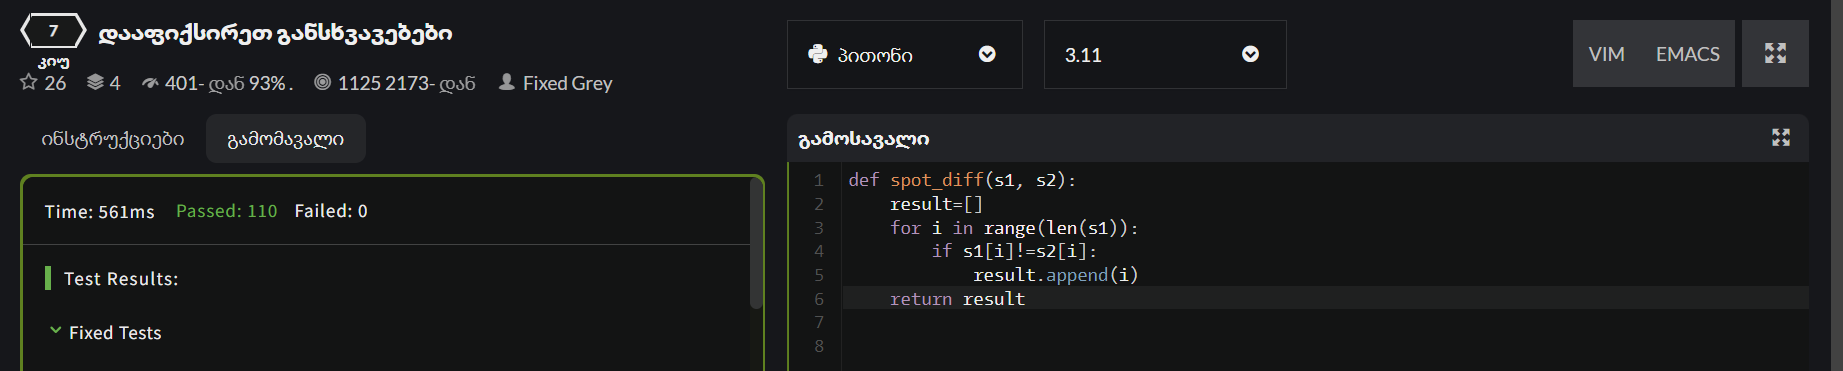 7 დააფიქსირეთ განსხვავებები
კიუ
26 4 401- დან 93% . 1125 2173- დან Fixed Grey
პითონი 3.11 VIM EMACS
ინსტრუქციები გამომავალი
Time: 561ms Passed: 110 Failed: 0
Test Results:
Fixed Tests
გამოსავალი
1 def spot_diff(s1, s2):
2 result=[]
3 for i in range(len(s1)):
4 if s1[i]!=s2[i]:
5 result.append(i)
6 return result
7
8